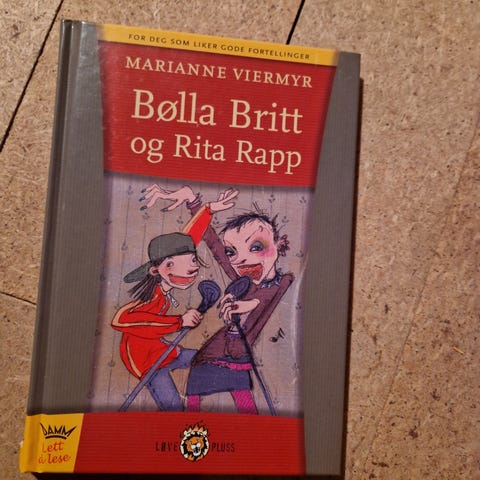 FOR DEG SOM LIKER GODE FORTELLINGER
MARIANNE VIERMYR
Bølla Britt
og Rita Rapp
DAMM
Lett
å lese
LØVE PLUSS